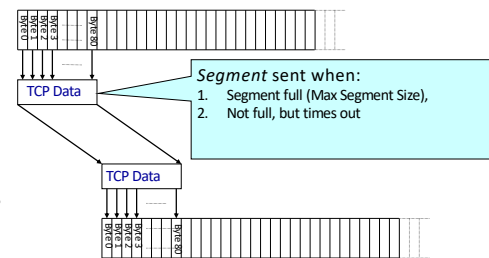 Byte 0
Byte 1
Byte 2
Byte 3
Byte 80
Segment sent when:
1. Segment full (Max Segment Size),
2. Not full, but times out
TCP Data
TCP Data
Byte 0
Byte 1
Byte 2
Byte 3
Byte 80